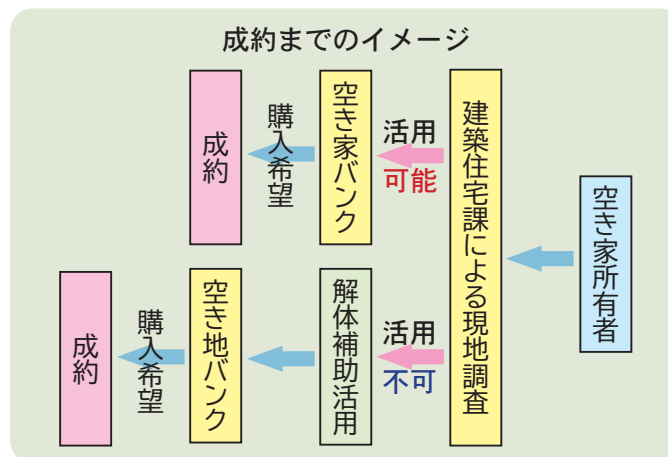 成約までのイメージ
空き家所有者
建築住宅課による現地調査
活用
可能
空き家バンク
購入希望
成約
活用
不可
解体補助活用
空き地バンク
購入希望
成約